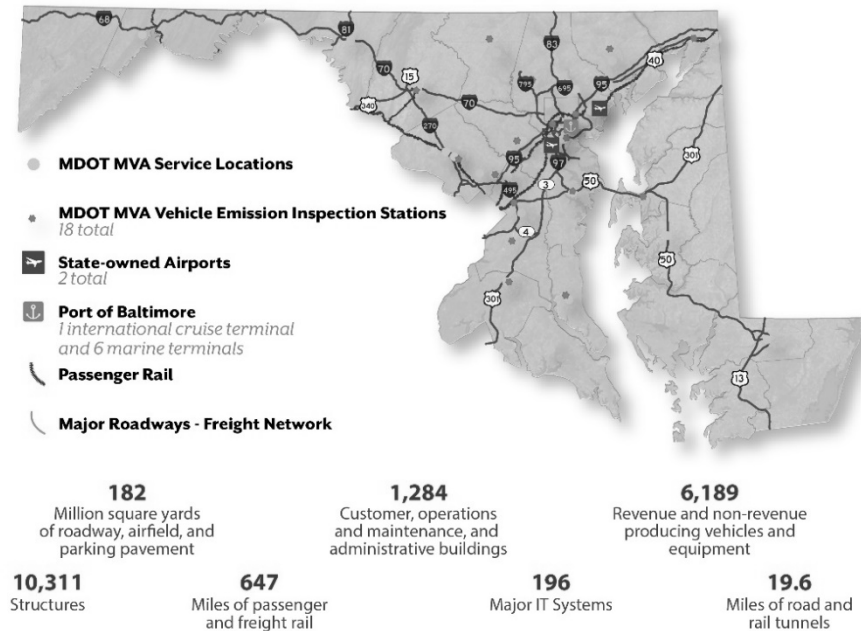 68
81
83
15
70
40
795
695
95
340
70
270
301
95
97
495
50
3
4
50
301
13
MDOT MVA Service Locations
MDOT MVA Vehicle Emission Inspection Stations
18 total
State-owned Airports
2 total
Port of Baltimore
1 international cruise terminal
and 6 marine terminals
Passenger Rail
Major Roadways - Freight Network
182
Million square yards
of roadway, airfield, and
parking pavement
1,284
Customer, operations
and maintenance, and
administrative buildings
6,189
Revenue and non-revenue
producing vehicles and
equipment
10,311
Structures
647
Miles of passenger
and freight rail
196
Major IT Systems
19.6
Miles of road and
rail tunnels